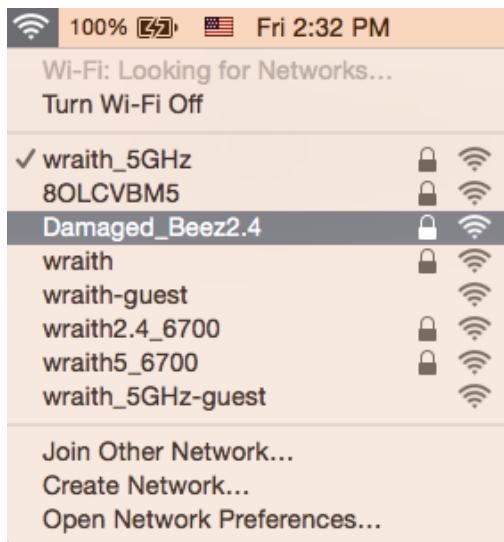 100% Fri 2:32 PM
Wi-Fi: Looking for Networks...
Turn Wi-Fi Off
wraith_5GHz
8OLCVBM5
Damaged_Beez2.4
wraith
wraith-guest
wraith2.4_6700
wraith5_6700
wraith_5GHz-guest
Join Other Network...
Create Network...
Open Network Preferences...